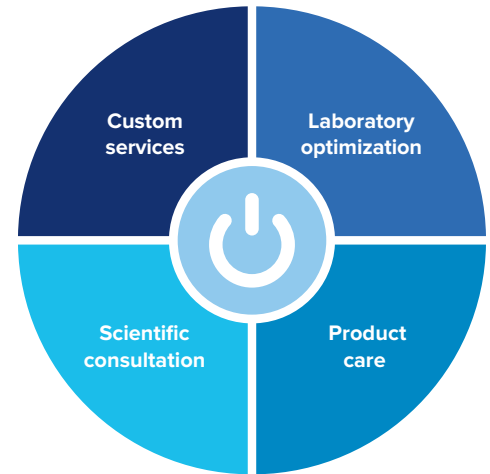 Custom
services
Laboratory
optimization
Scientific
consultation
Product
care